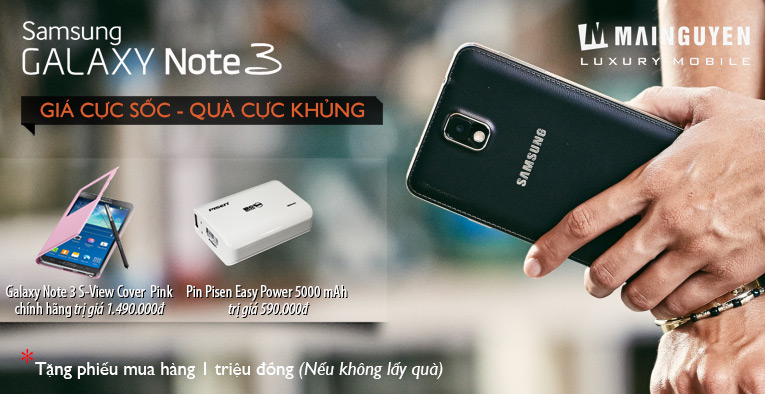 Samsung
GALAXY Note 3
MAINGUYEN
LUXURY MOBILE
GIÁ CỰC SỐC - QUÀ CỰC KHỦNG
SAMSUNG
PISEN
Galaxy Note 3 S-View Cover Pink
chính hãng trị giá 1.490.000đ
Pin Pisen Easy Power 5000 mAh
trị giá 590.000đ
*Tặng phiếu mua hàng 1 triệu đồng (Nếu không lấy quà)